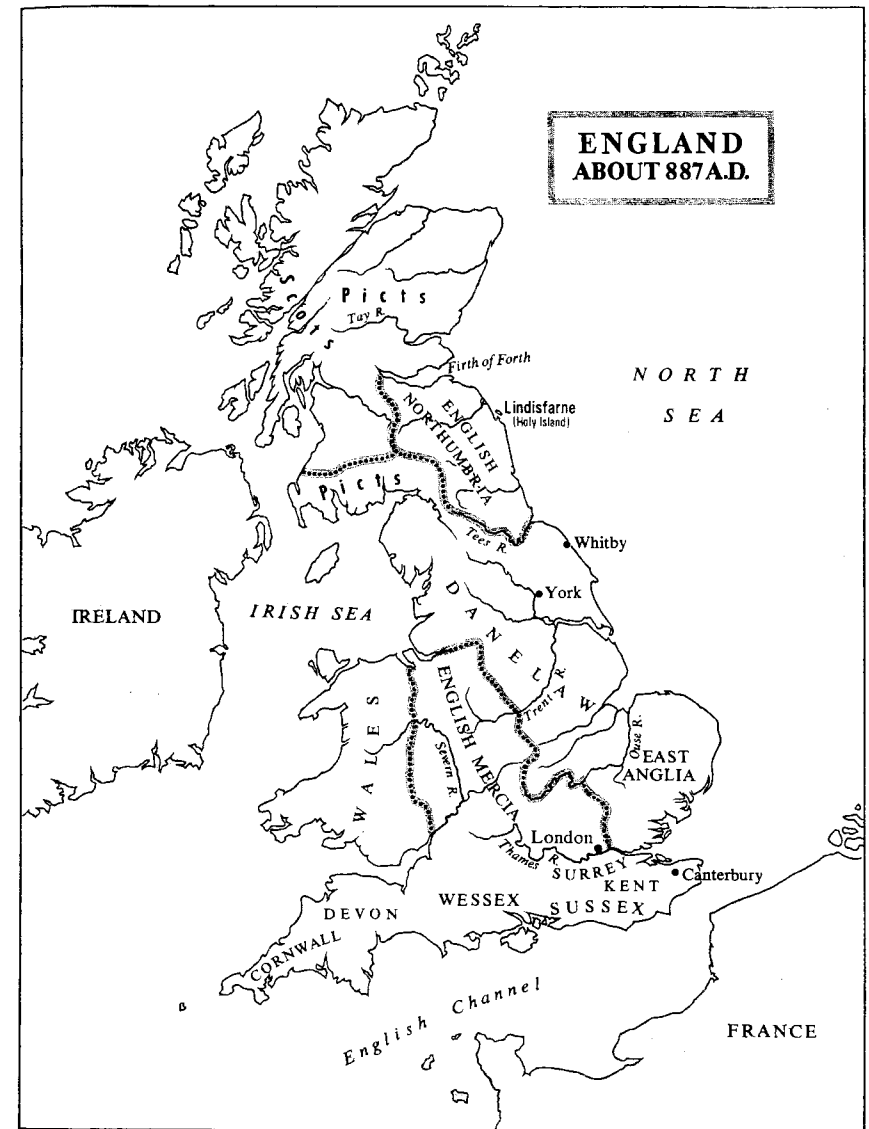 ENGLAND
ABOUT 887A.D.
Scots
Picts
Tay R.
Firth of Forth
NORTH
SEA
Lindisfarne
(Holy Island)
ENGLISH
NORTHUMBRIA
Picts
Tees R.
Whitby
York
IRELAND
IRISH SEA
DANELAW
Trent R.
WALES
Severn R.
ENGLISH MERCIA
Ouse R.
EAST
ANGLIA
London
Thames R.
SURREY
KENT
Canterbury
WESSEX
SUSSEX
DEVON
CORNWALL
English Channel
FRANCE